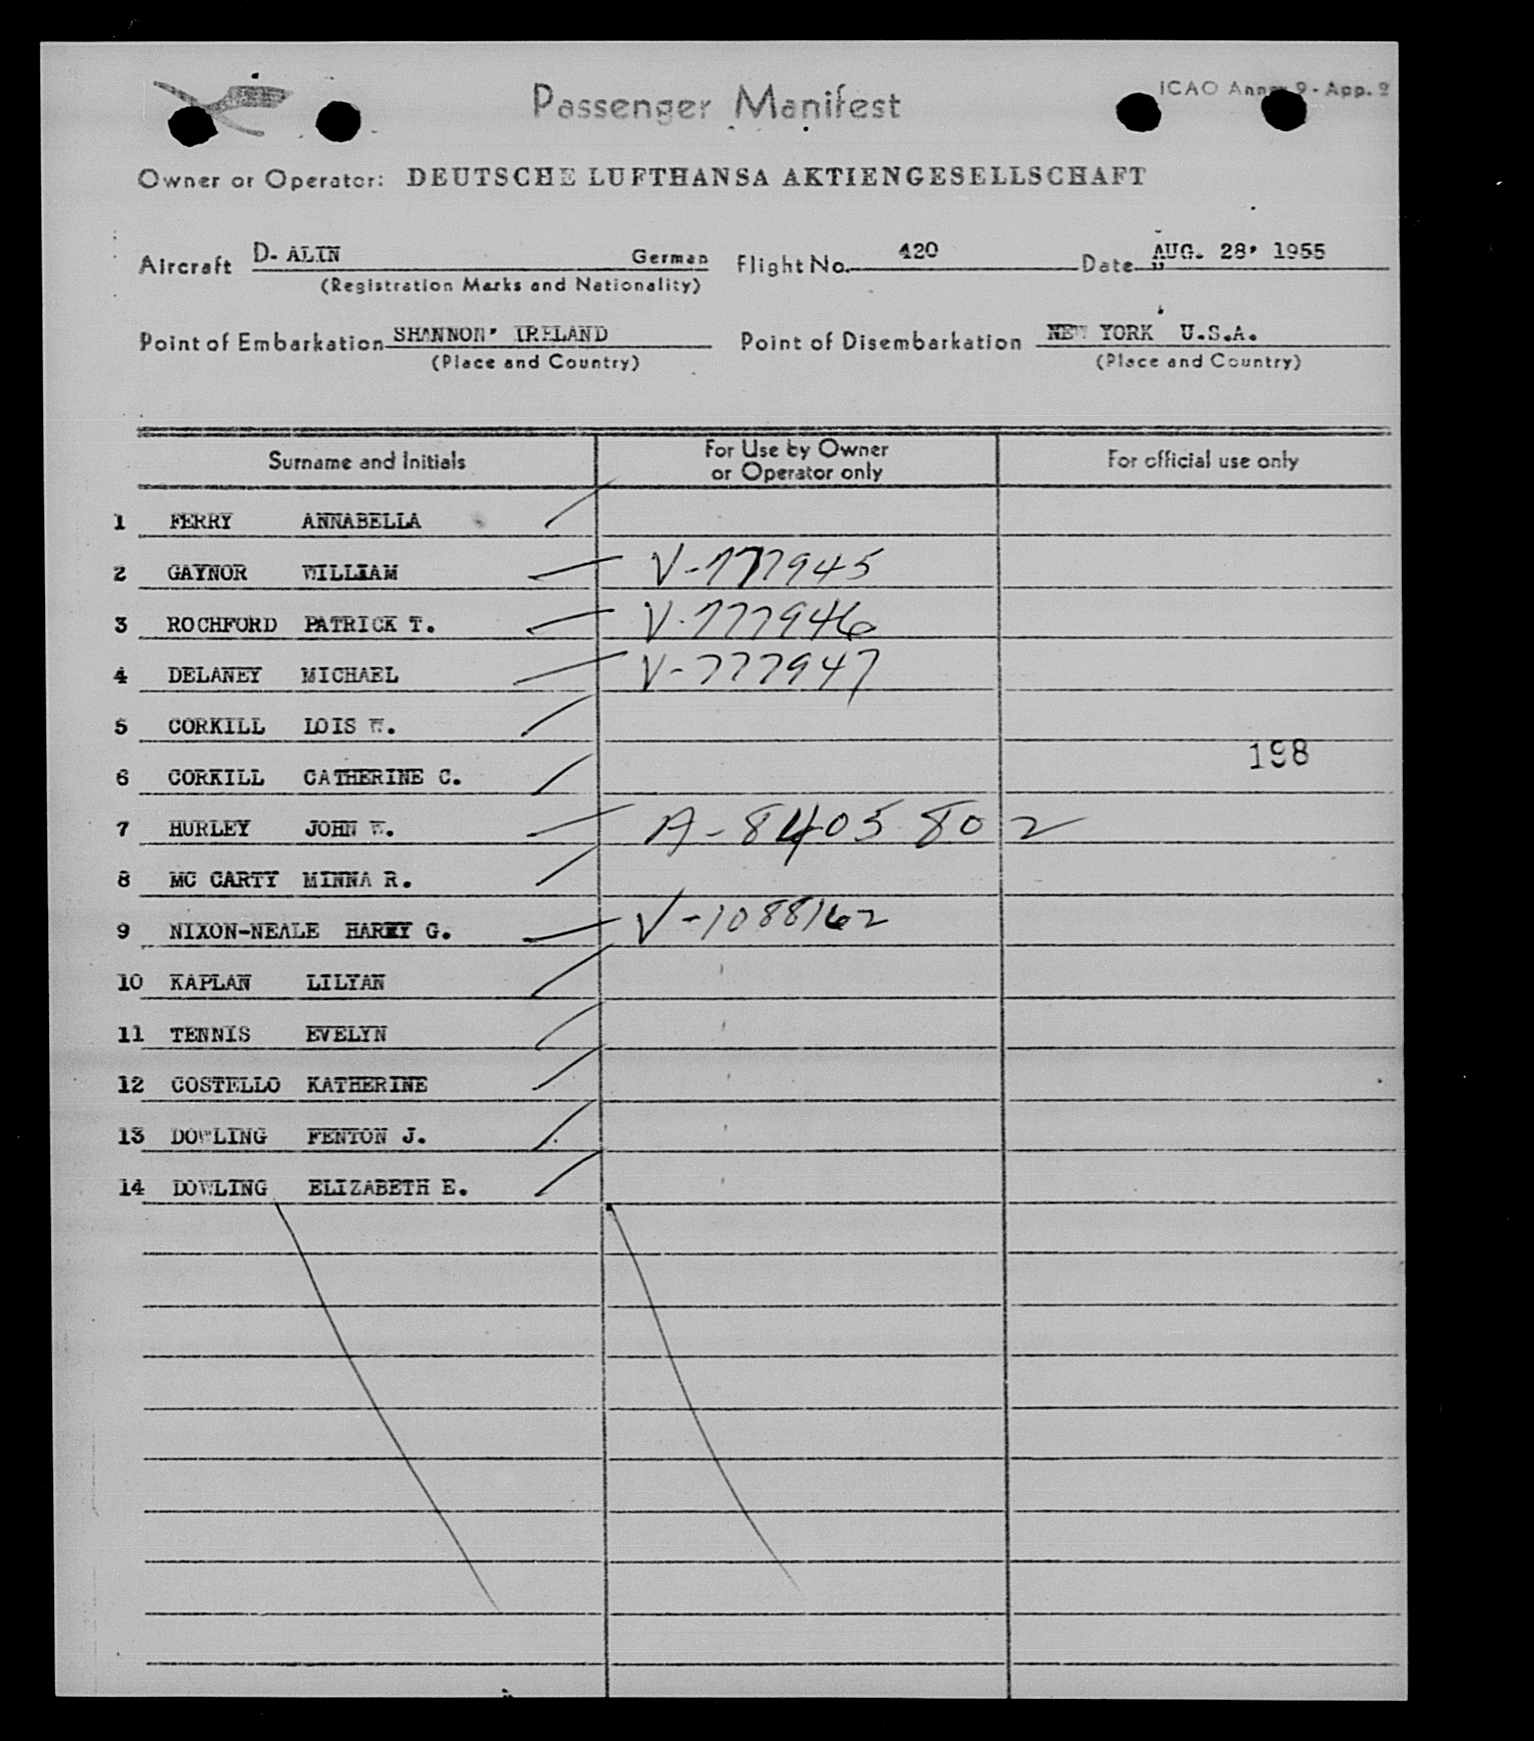 Passenger Manifest
ICAO Annex 9 - App. 2
Owner or Operator: DEUTSCHE LUFTHANSA AKTIENGESELLSCHAFT
Aircraft D- ALIN German Flight No. 420 Date AUG. 28, 1955
(Registration Marks and Nationality)
Point of Embarkation SHANNON, IRELAND Point of Disembarkation NEW YORK, U.S.A.
(Place and Country) (Place and Country)
Surname and Initials For Use by Owner or Operator only For official use only
1 FERRY ANNABELLA
2 GAYNOR WILLIAM V-777945
3 ROCHFORD PATRICK T. V-777946
4 DELANEY MICHAEL V-777947
5 CORKILL LOIS W.
198
6 CORKILL CATHERINE C.
7 HURLEY JOHN W. A-8405802
8 MC CARTY MINNA R.
9 NIXON-NEALE HARRY G. V-1088162
10 KAPLAN LILYAN
11 TENNIS EVELYN
12 COSTELLO KATHERINE
13 DOWLING FENTON J.
14 DOWLING ELIZABETH E.